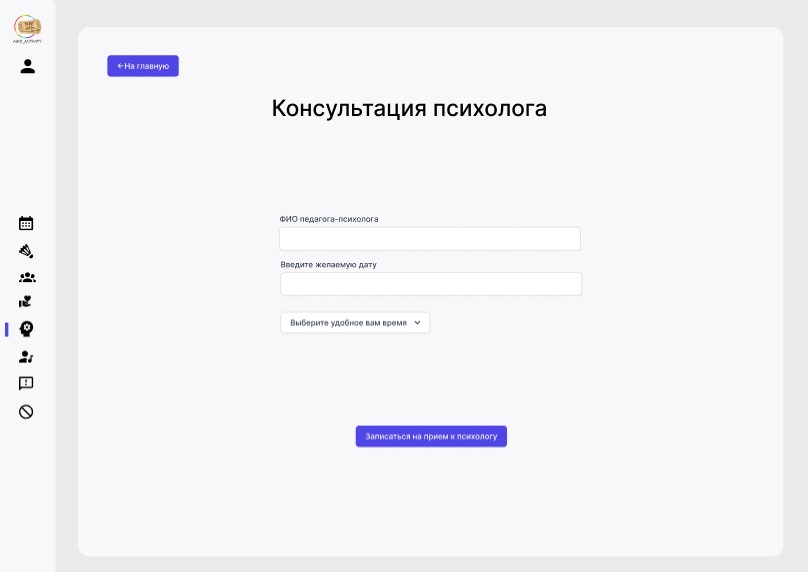 ←На главную
Консультация психолога
ФИО педагога-психолога
Введите желаемую дату
Выберите удобное вам время
Записаться на прием к психологу